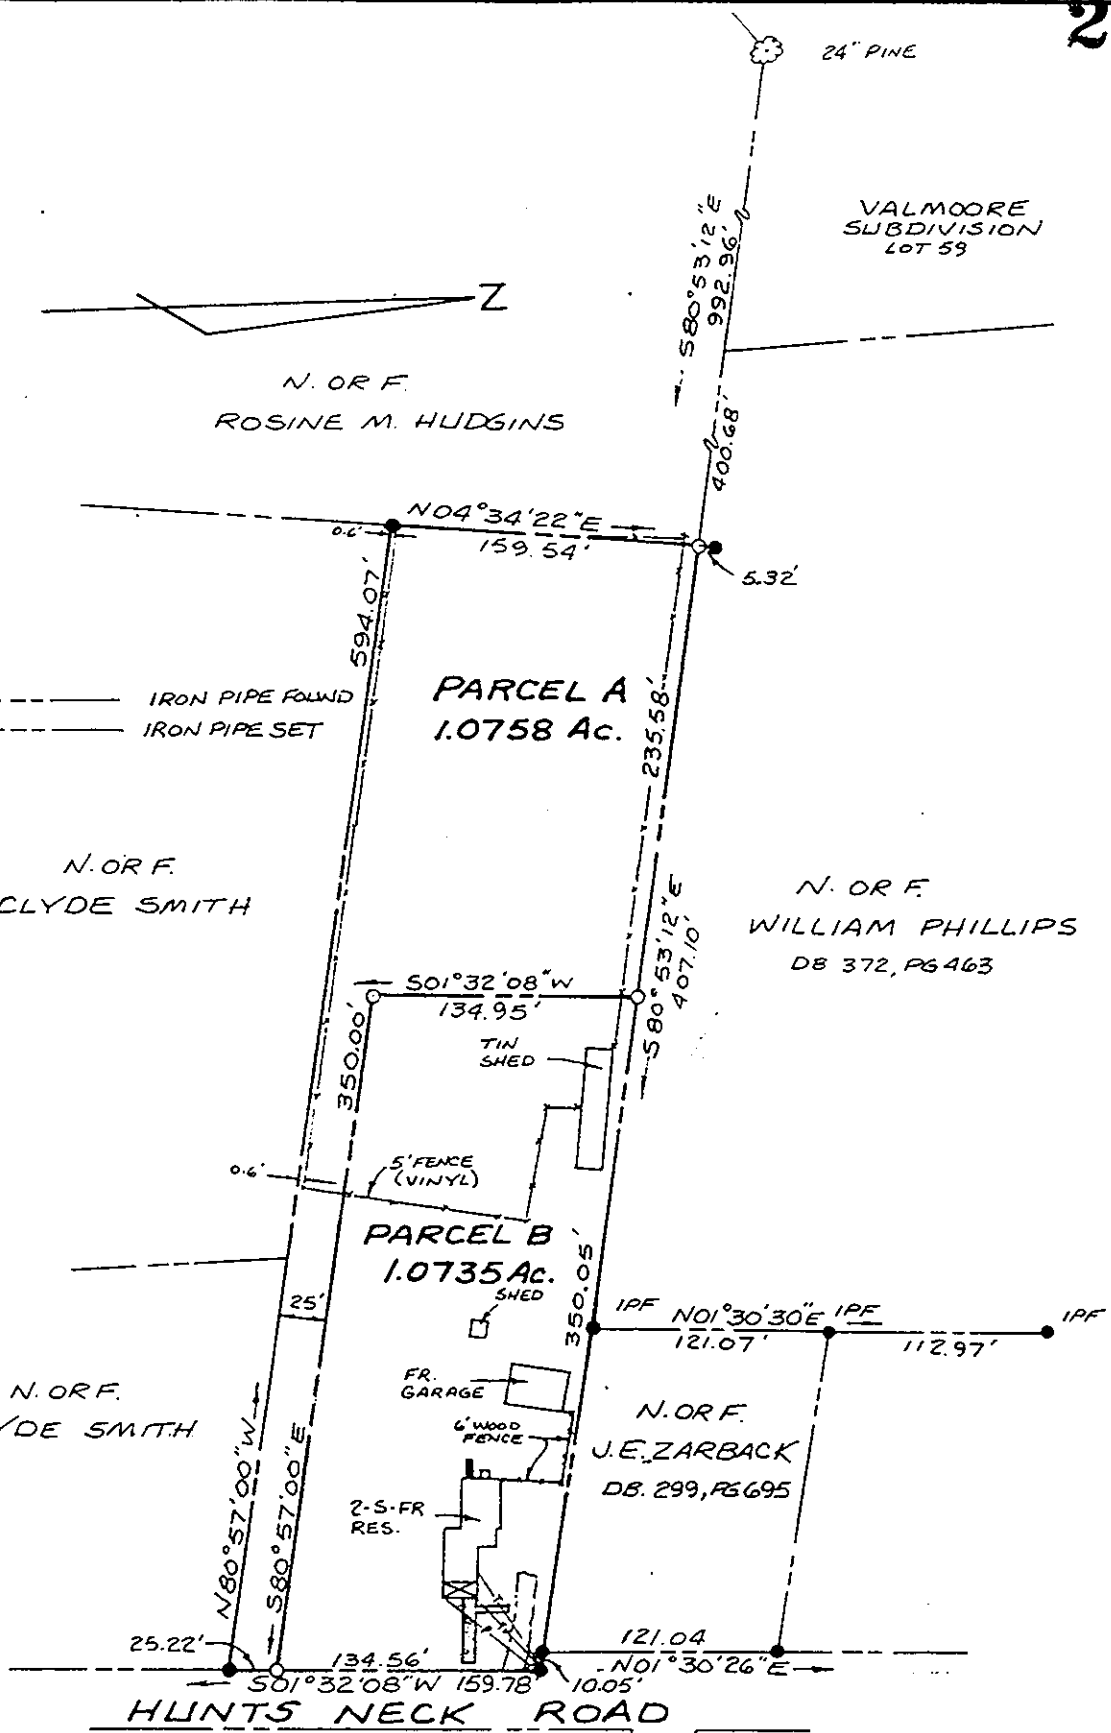 2
24" PINE
S80°53'12"E
992.96'
VALMOORE
SUBDIVISION
LOT 59
Z
N. OR F.
ROSINE M. HUDGINS
400.68'
N04°34'22"E
0.6'
159.54'
5.32'
594.07'
IRON PIPE FOUND
IRON PIPE SET
PARCEL A
1.0758 Ac.
235.58'
N. OR F.
CLYDE SMITH
N. OR F.
WILLIAM PHILLIPS
DB 372, PG 463
S80°53'12"E
407.10'
S01°32'08"W
134.95'
350.00'
TIN
SHED
0.6'
5' FENCE
(VINYL)
PARCEL B
1.0735 Ac.
350.05'
25'
SHED
IPF
N01°30'30"E
IPF
IPF
121.07'
112.97'
FR.
GARAGE
N. OR F.
YDE SMITH
6' WOOD
FENCE
N. OR F.
J.E. ZARBACK
DB. 299, PG 695
N80°57'00"W
S80°57'00"E
2-S-FR
RES.
25.22'
134.56'
S01°32'08"W 159.78'
10.05'
121.04
N01°30'26"E
HUNTS NECK ROAD